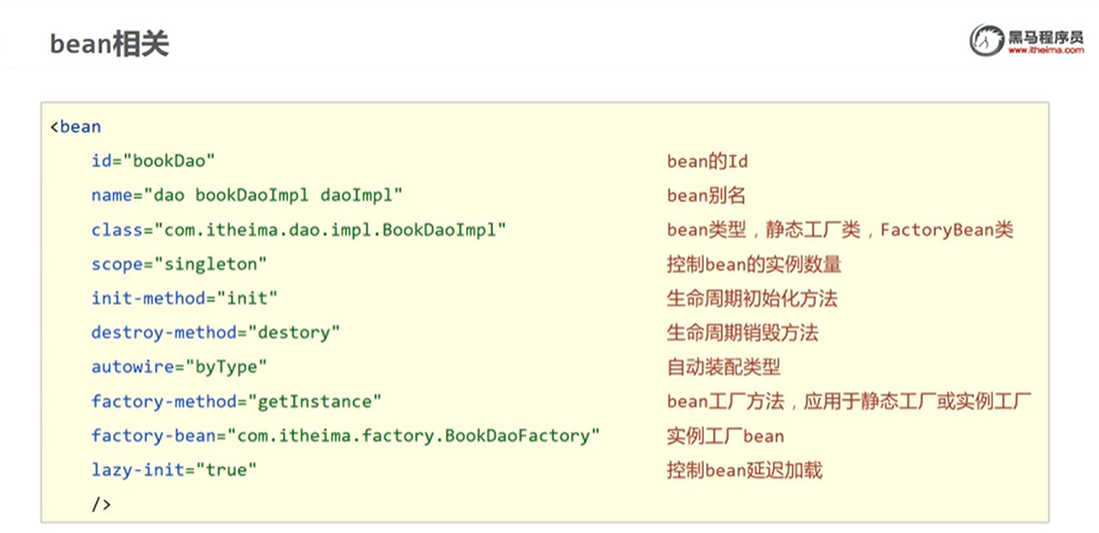 bean相关
黑马程序员
www.itheima.com
<bean
id="bookDao" bean的Id
name="dao bookDaoImpl daoImpl" bean别名
class="com.itheima.dao.impl.BookDaoImpl" bean类型，静态工厂类，FactoryBean类
scope="singleton" 控制bean的实例数量
init-method="init" 生命周期初始化方法
destroy-method="destory" 生命周期销毁方法
autowire="byType" 自动装配类型
factory-method="getInstance" bean工厂方法，应用于静态工厂或实例工厂
factory-bean="com.itheima.factory.BookDaoFactory" 实例工厂bean
lazy-init="true" 控制bean延迟加载
/>